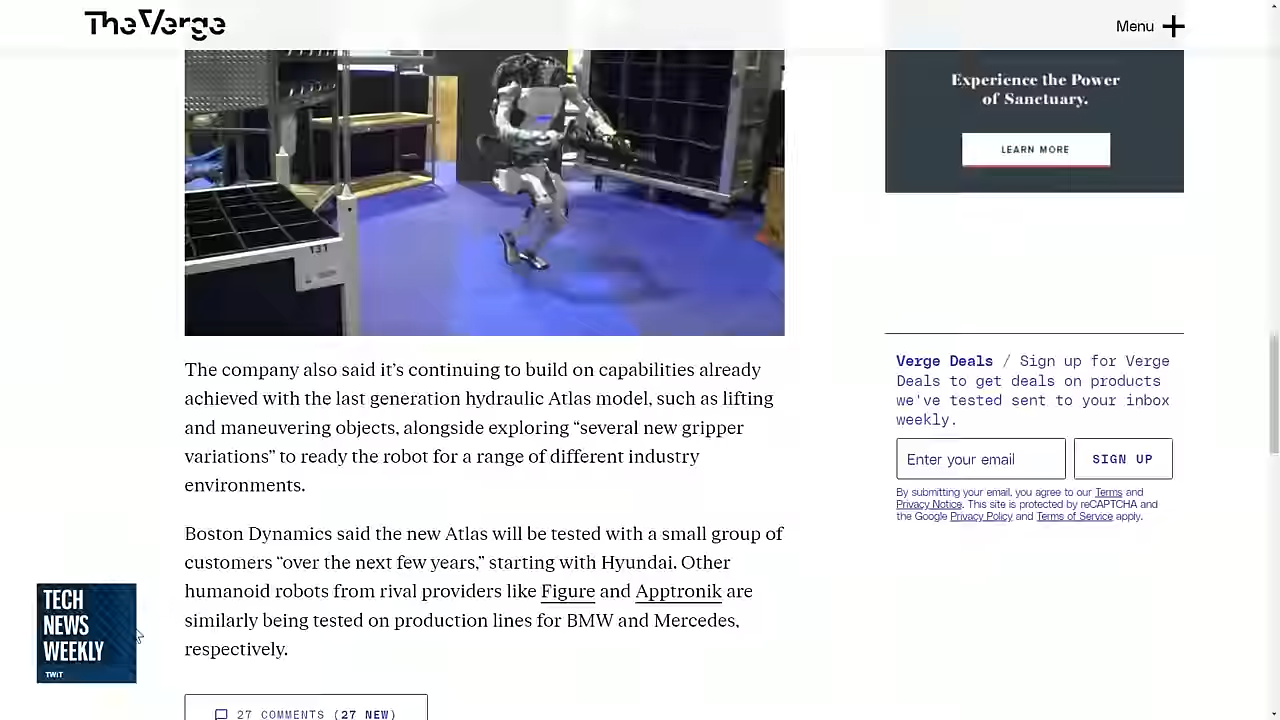 The Verge
Menu
Experience the Power
of Sanctuary.
LEARN MORE
131
The company also said it’s continuing to build on capabilities already
achieved with the last generation hydraulic Atlas model, such as lifting
and maneuvering objects, alongside exploring “several new gripper
variations” to ready the robot for a range of different industry
environments.
Boston Dynamics said the new Atlas will be tested with a small group of
customers “over the next few years,” starting with Hyundai. Other
humanoid robots from rival providers like Figure and Apptronik are
similarly being tested on production lines for BMW and Mercedes,
respectively.
27 COMMENTS (27 NEW)
Verge Deals / Sign up for Verge
Deals to get deals on products
we've tested sent to your inbox
weekly.
Enter your email
SIGN UP
By submitting your email, you agree to our Terms and
Privacy Notice. This site is protected by reCAPTCHA and
the Google Privacy Policy and Terms of Service apply.
TECH
NEWS
WEEKLY
TWiT